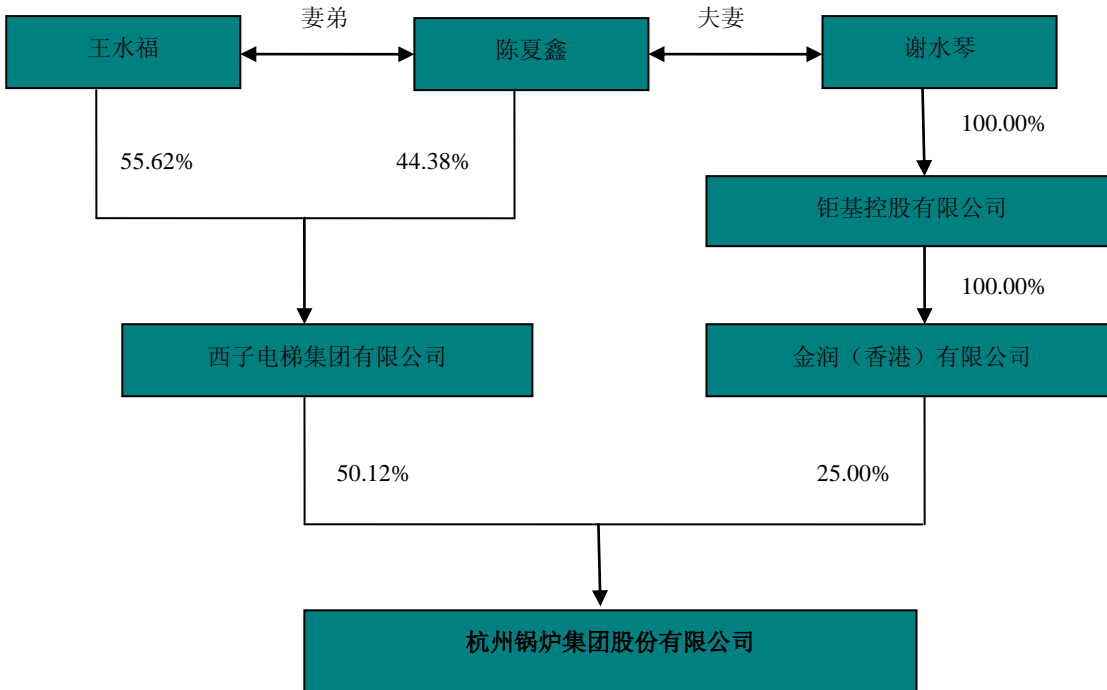 妻弟
夫妻
王水福
陈夏鑫
谢水琴
100.00%
55.62%
44.38%
钜基控股有限公司
100.00%
西子电梯集团有限公司
金润（香港）有限公司
50.12%
25.00%
杭州锅炉集团股份有限公司